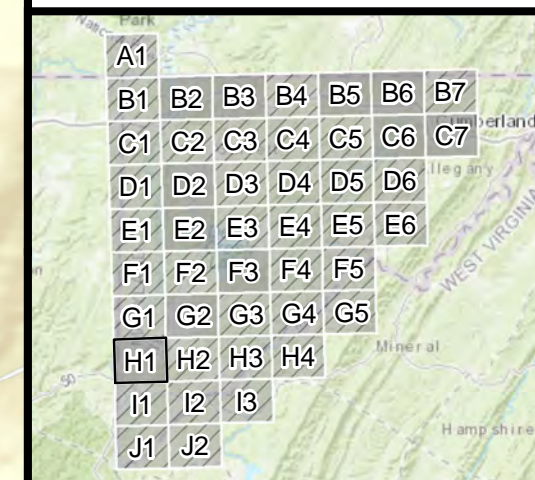 Park
A1
B1 B2 B3 B4 B5 B6 B7
C1 C2 C3 C4 C5 C6 C7
D1 D2 D3 D4 D5 D6
E1 E2 E3 E4 E5 E6
F1 F2 F3 F4 F5
WEST VIRGINIA
G1 G2 G3 G4 G5
Mineral
H1 H2 H3 H4
50
I1 I2 I3
Hampshire
J1 J2